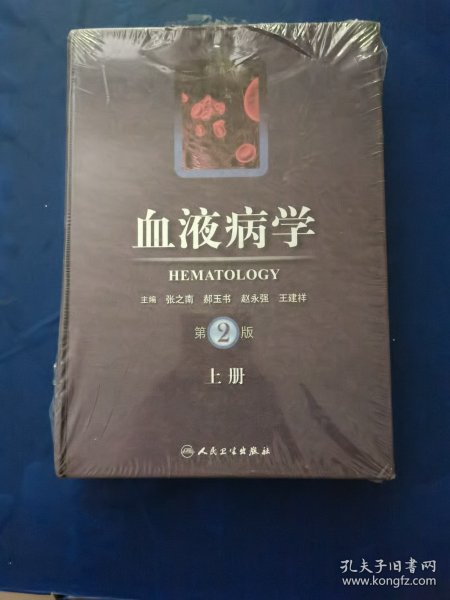 血液病学
HEMATOLOGY
主编 张之南 郝玉书 赵永强 王建祥
第2版
上册
人民卫生出版社
孔夫子旧书网
www.kongfz.com